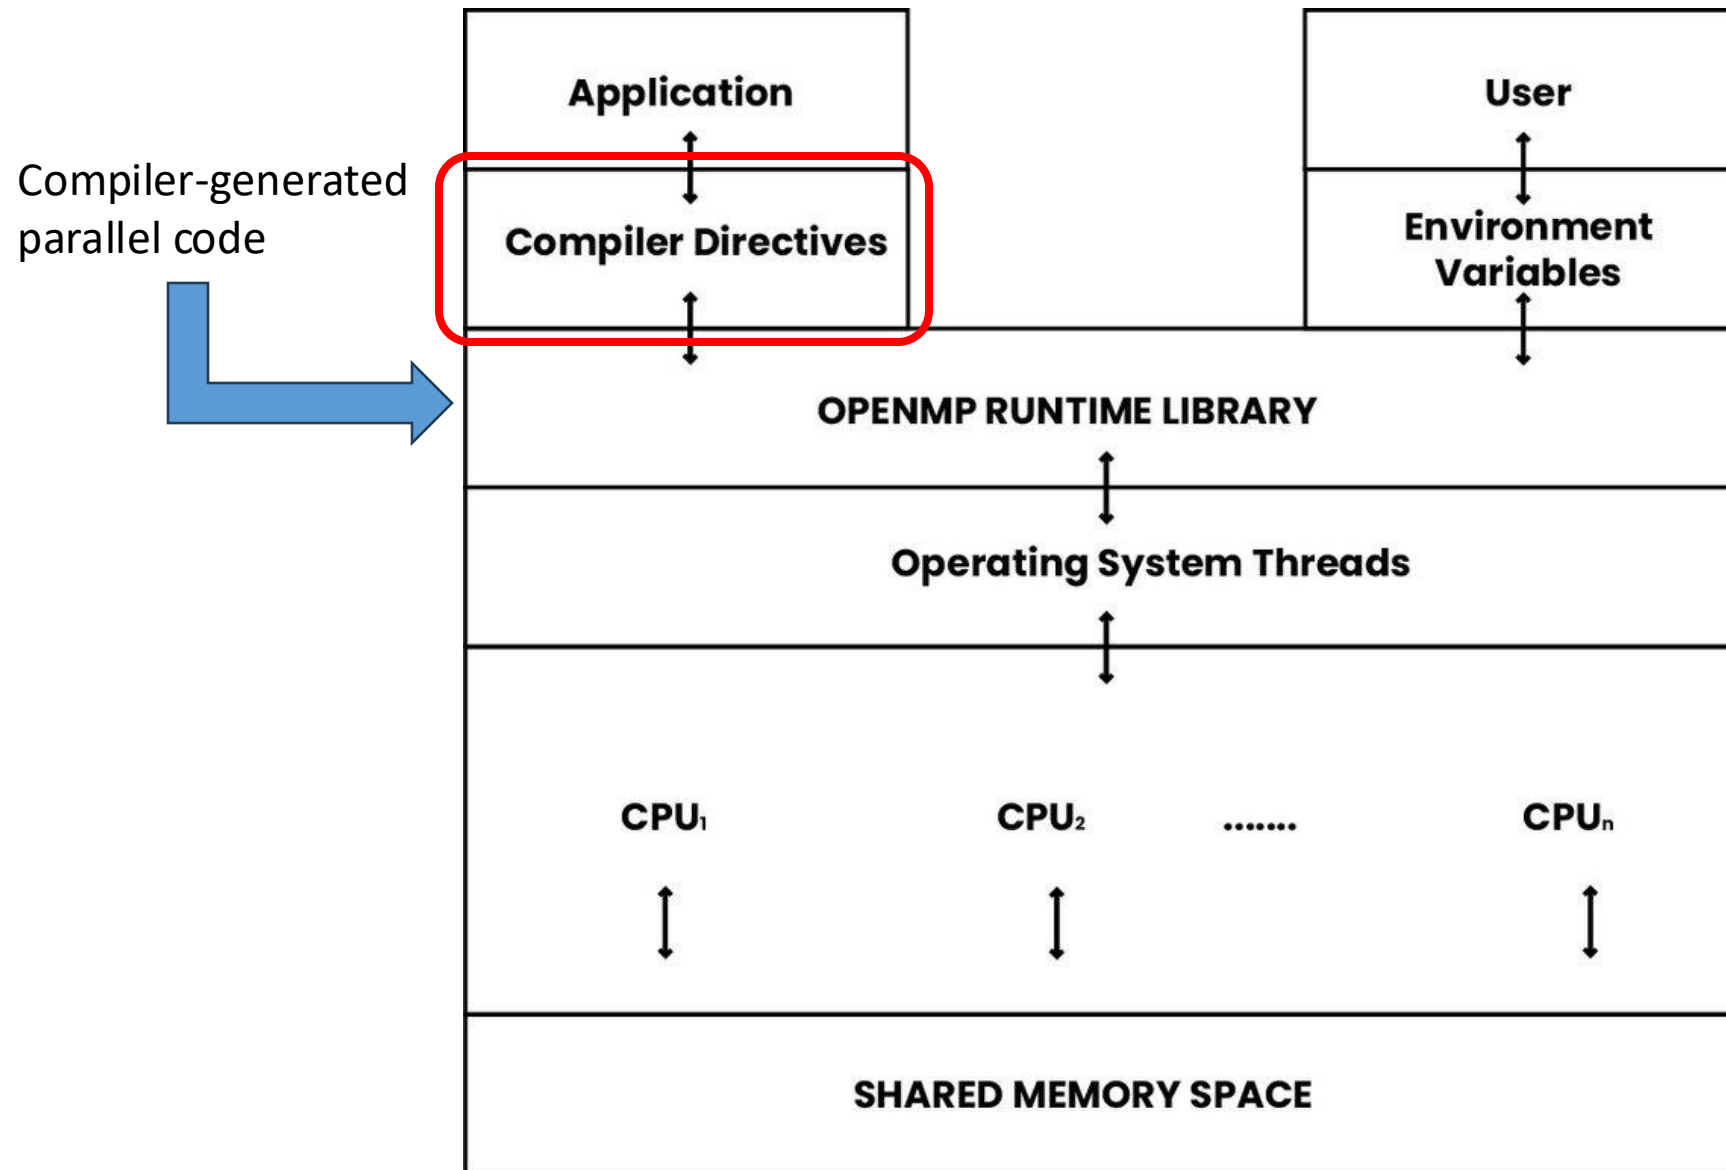 Application
User
Compiler-generated
parallel code
Compiler Directives
Environment
Variables
OPENMP RUNTIME LIBRARY
Operating System Threads
CPU₁
CPU₂
.......
CPUₙ
SHARED MEMORY SPACE